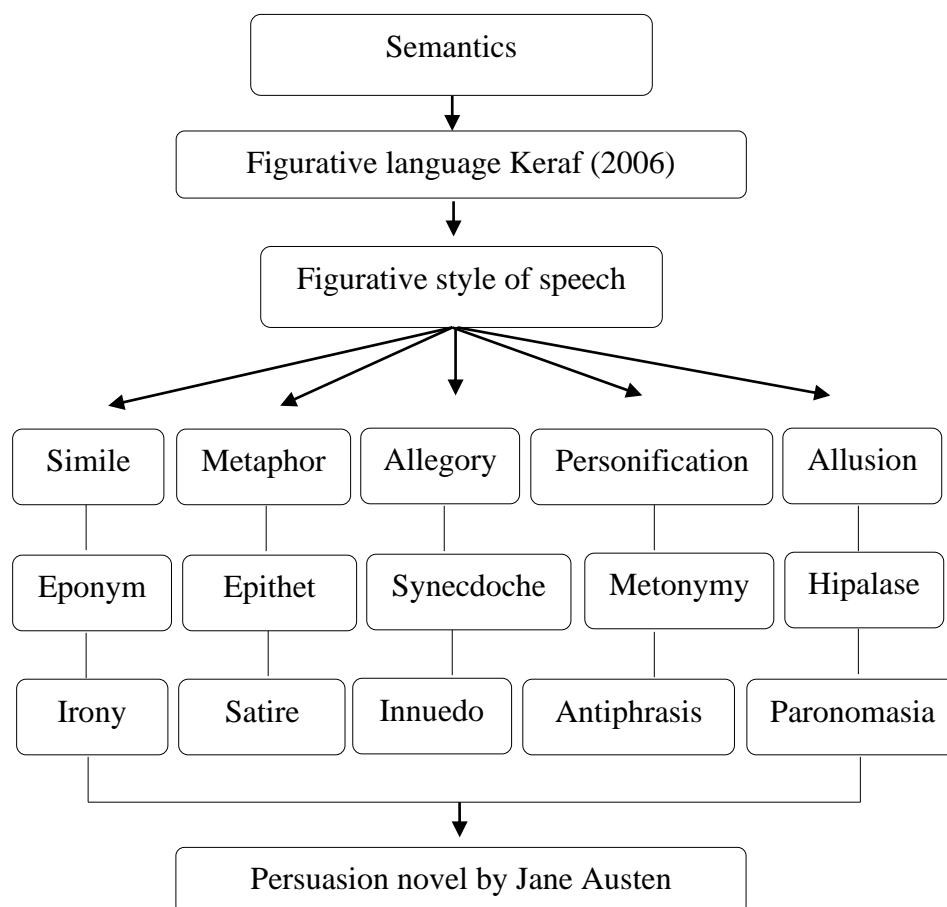 Semantics
Figurative language Keraf (2006)
Figurative style of speech
Simile
Metaphor
Allegory
Personification
Allusion
Eponym
Epithet
Synecdoche
Metonymy
Hipalase
Irony
Satire
Innuedo
Antiphrasis
Paronomasia
Persuasion novel by Jane Austen